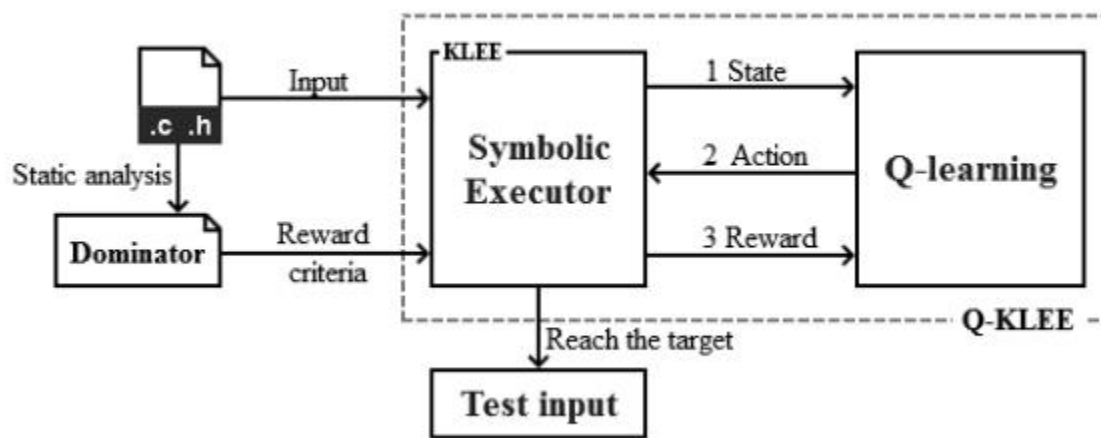 KLEE
Input
1 State
.c .h
Symbolic
Executor
2 Action
Q-learning
Static analysis
Dominator
Reward
criteria
3 Reward
Q-KLEE
Reach the target
Test input